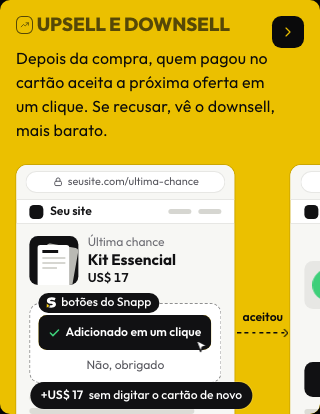 UPSELL E DOWNSELL
Depois da compra, quem pagou no
cartão aceita a próxima oferta em
um clique. Se recusar, vê o downsell,
mais barato.
seusite.com/ultima-chance
Seu site
Última chance
Kit Essencial
US$ 17
S botões do Snapp
Adicionado em um clique
aceitou
Não, obrigado
+US$ 17 sem digitar o cartão de novo